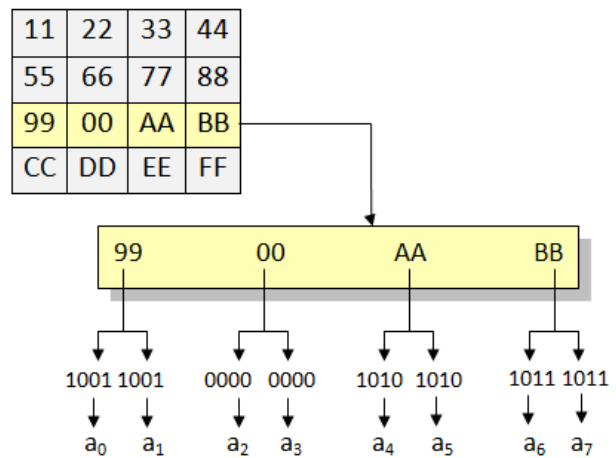 11 22 33 44
55 66 77 88
99 00 AA BB
CC DD EE FF
99 00 AA BB
1001 1001 0000 0000 1010 1010 1011 1011
a₀ a₁ a₂ a₃ a₄ a₅ a₆ a₇